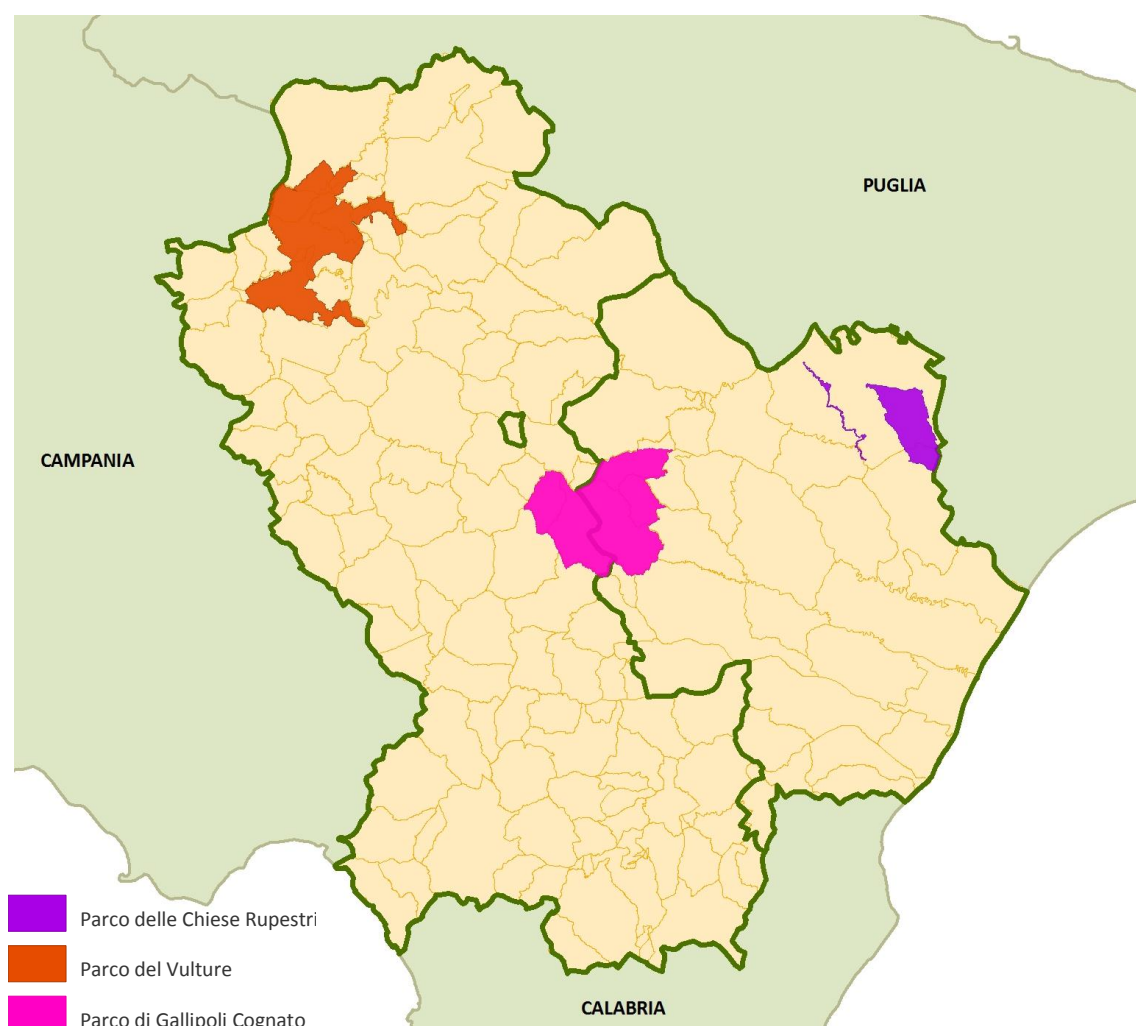 PUGLIA
CAMPANIA
Parco delle Chiese Rupestri
Parco del Vulture
Parco di Gallipoli Cognato
CALABRIA